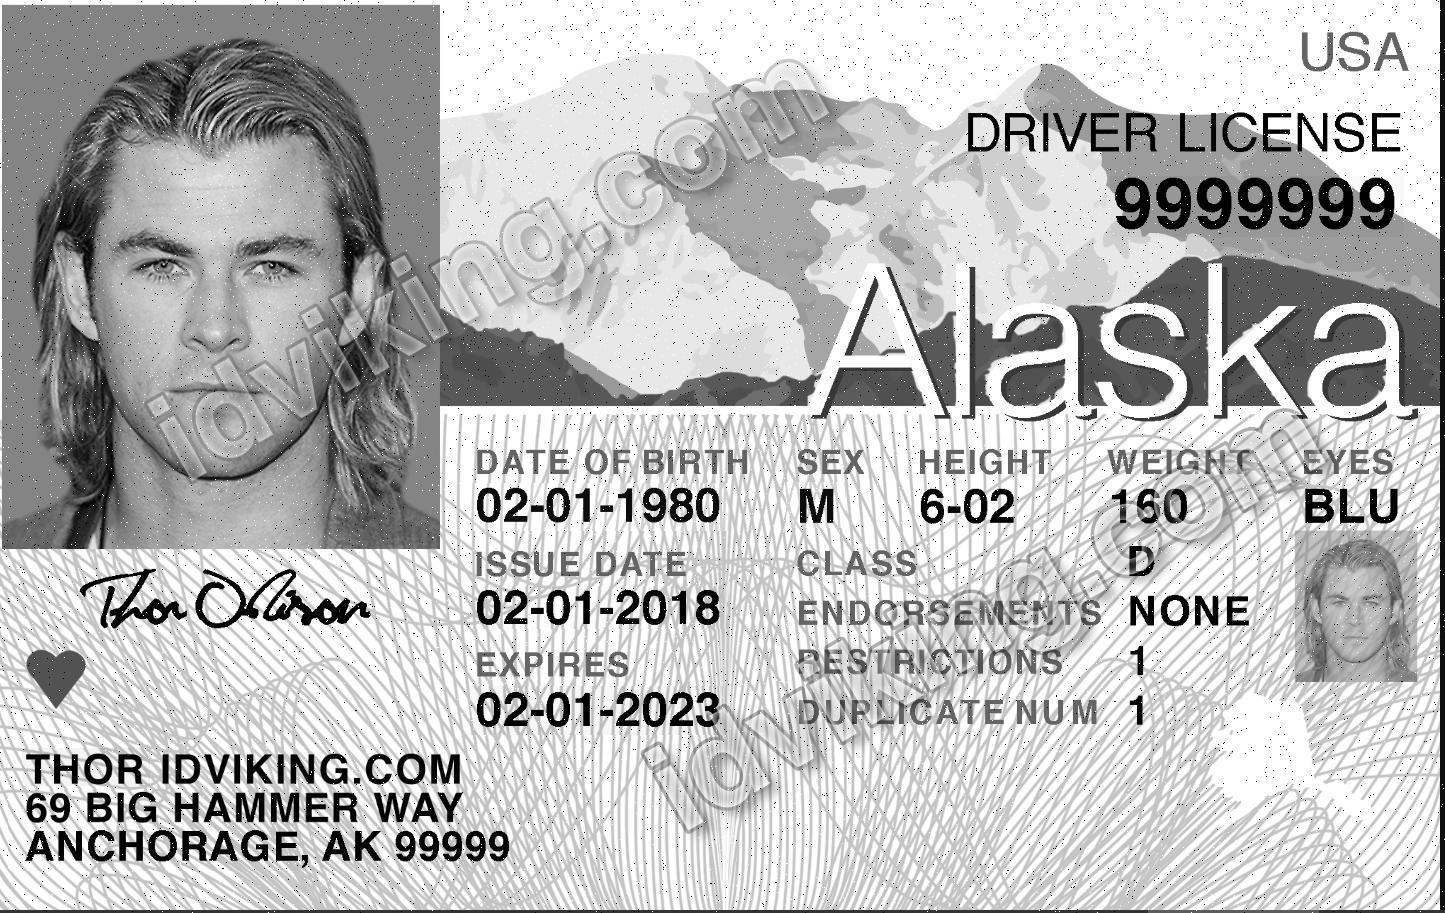 USA
DRIVER LICENSE
9999999
Alaska
idviking.com
DATE OF BIRTH SEX HEIGHT WEIGHT EYES
02-01-1980 M 6-02 160 BLU
ISSUE DATE CLASS D
02-01-2018 ENDORSEMENTS NONE
EXPIRES RESTRICTIONS 1
02-01-2023 DUPLICATE NUM 1
idviking.com
Thor Odinson
THOR IDVIKING.COM
69 BIG HAMMER WAY
ANCHORAGE, AK 99999